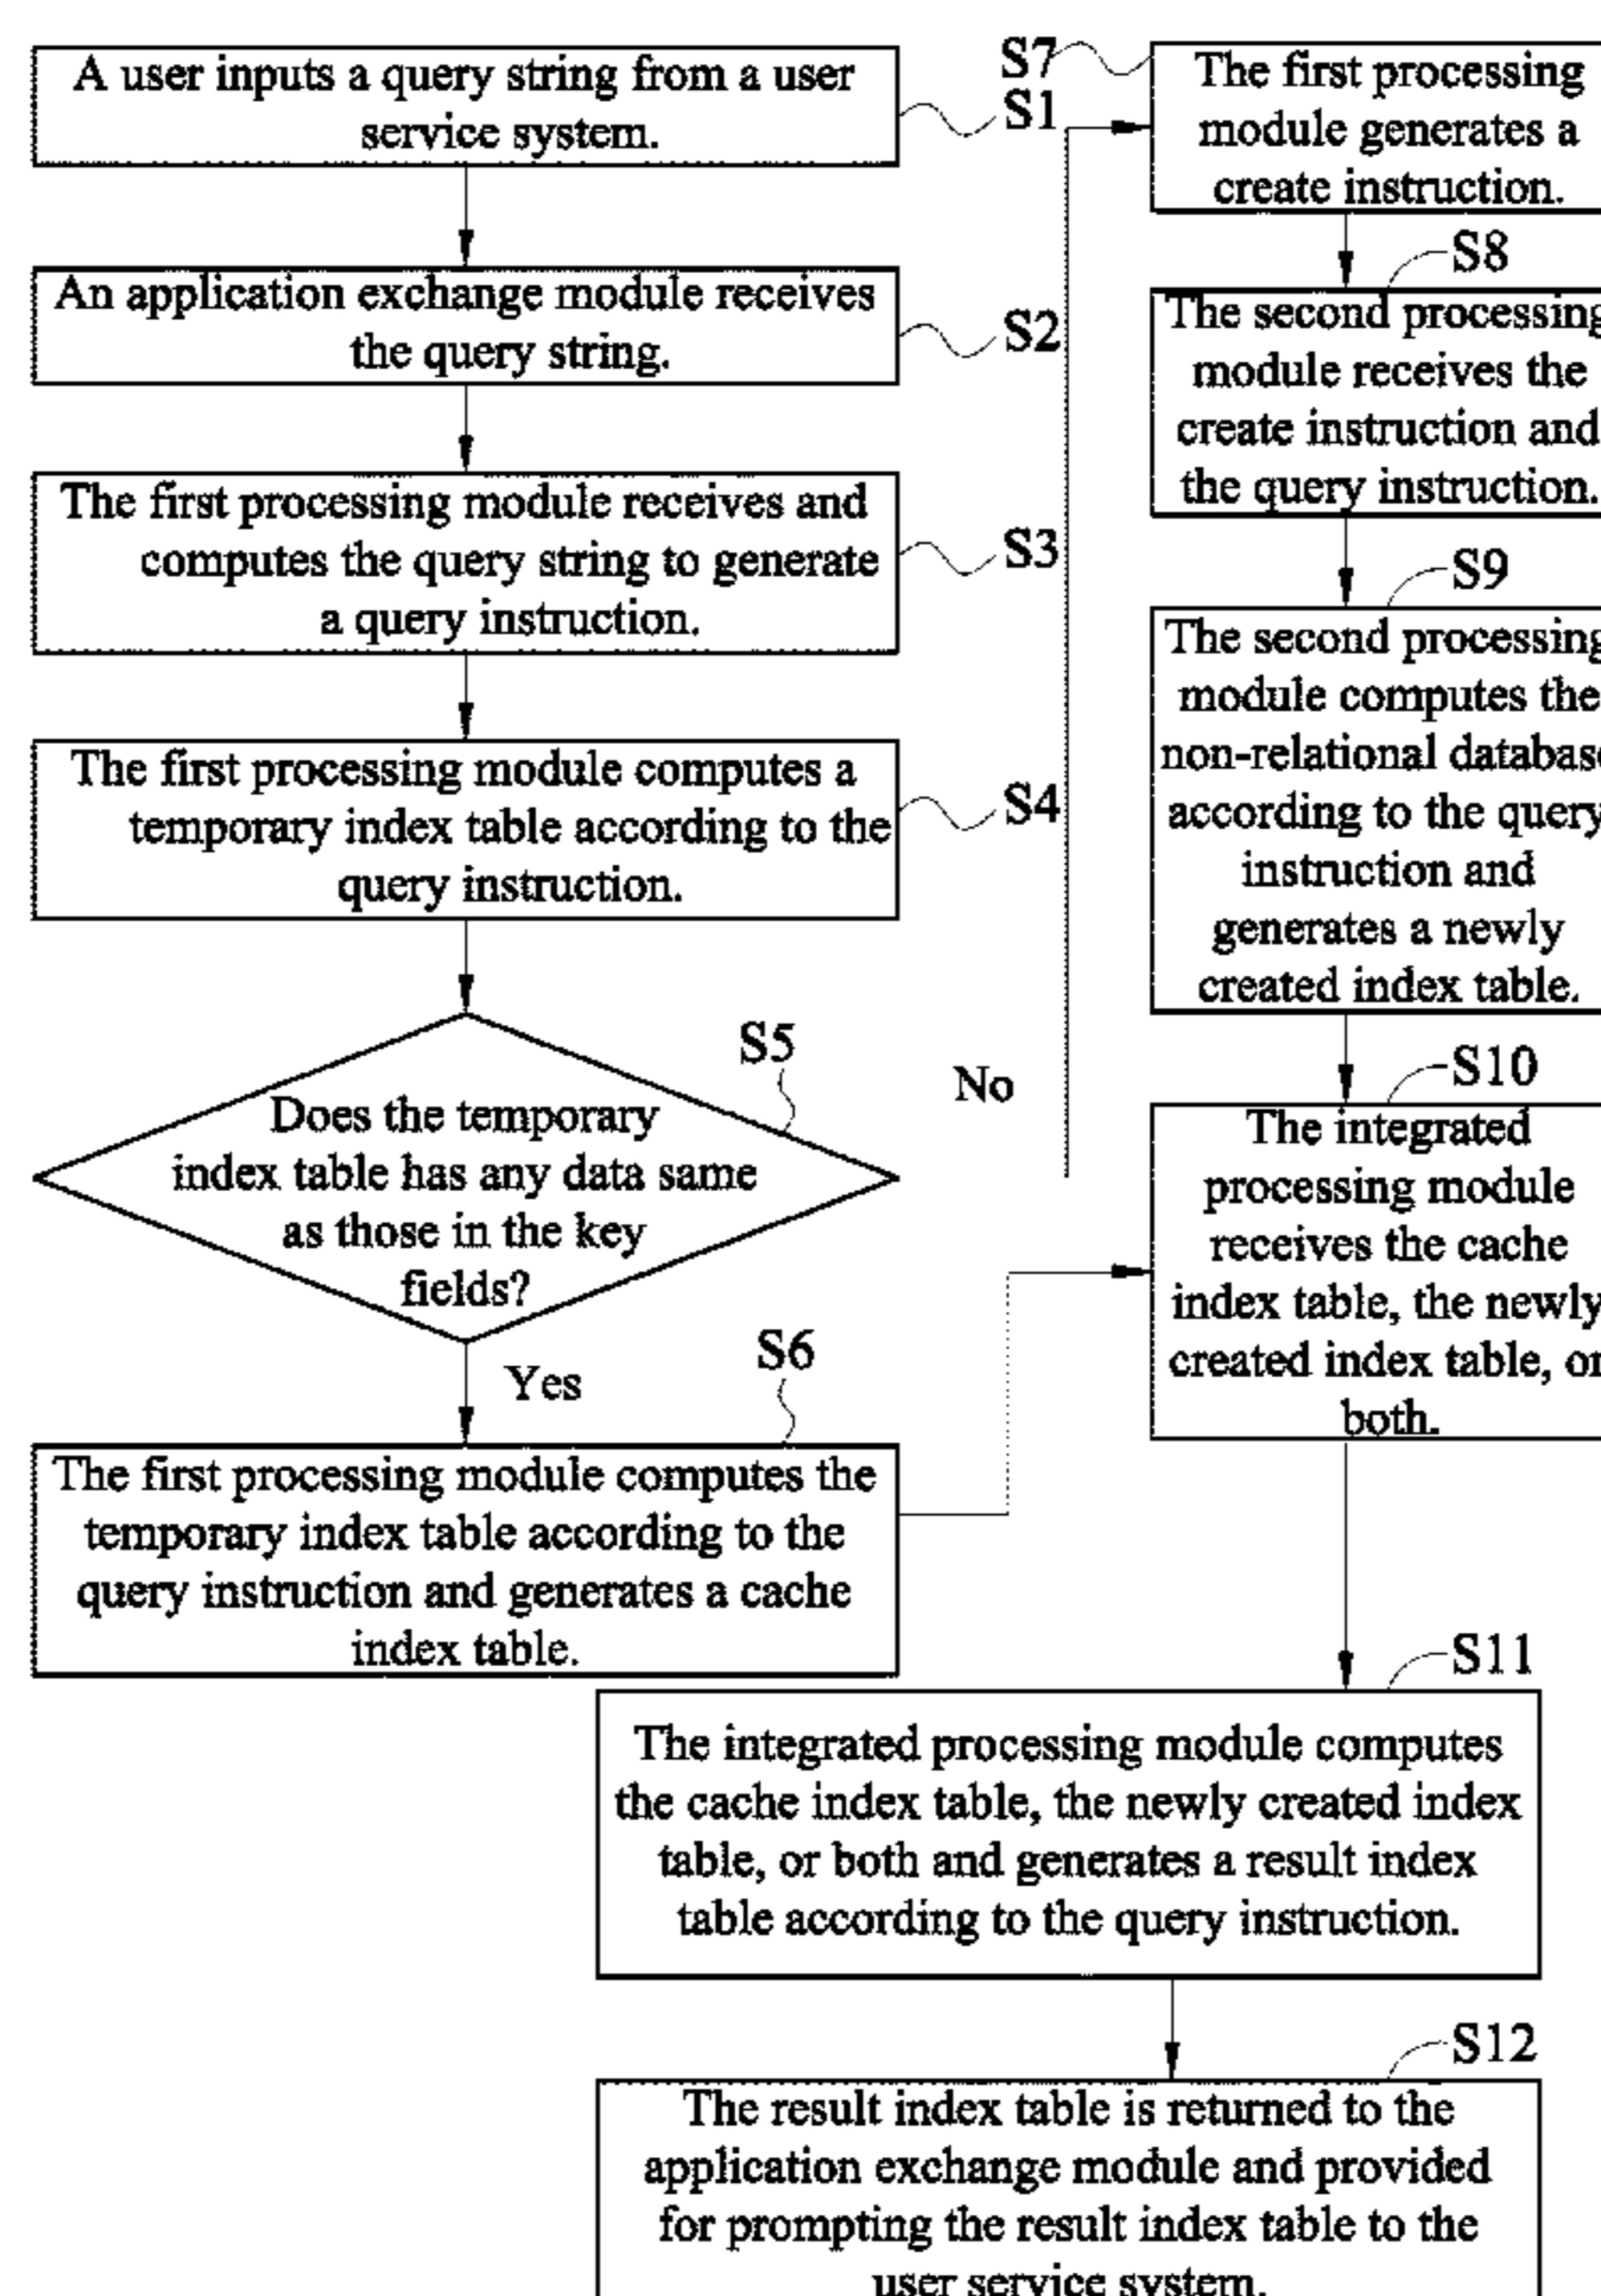 A user inputs a query string from a user
service system.
S1
An application exchange module receives
the query string.
S2
The first processing module receives and
computes the query string to generate
a query instruction.
S3
The first processing module computes a
temporary index table according to the
query instruction.
S4
S5
Does the temporary
index table has any data same
as those in the key
fields?
No
Yes
S6
The first processing module computes the
temporary index table according to the
query instruction and generates a cache
index table.
S7
The first processing
module generates a
create instruction.
S8
The second processing
module receives the
create instruction and
the query instruction.
S9
The second processing
module computes the
non-relational database
according to the query
instruction and
generates a newly
created index table.
S10
The integrated
processing module
receives the cache
index table, the newly
created index table, or
both.
S11
The integrated processing module computes
the cache index table, the newly created index
table, or both and generates a result index
table according to the query instruction.
S12
The result index table is returned to the
application exchange module and provided
for prompting the result index table to the
user service system.